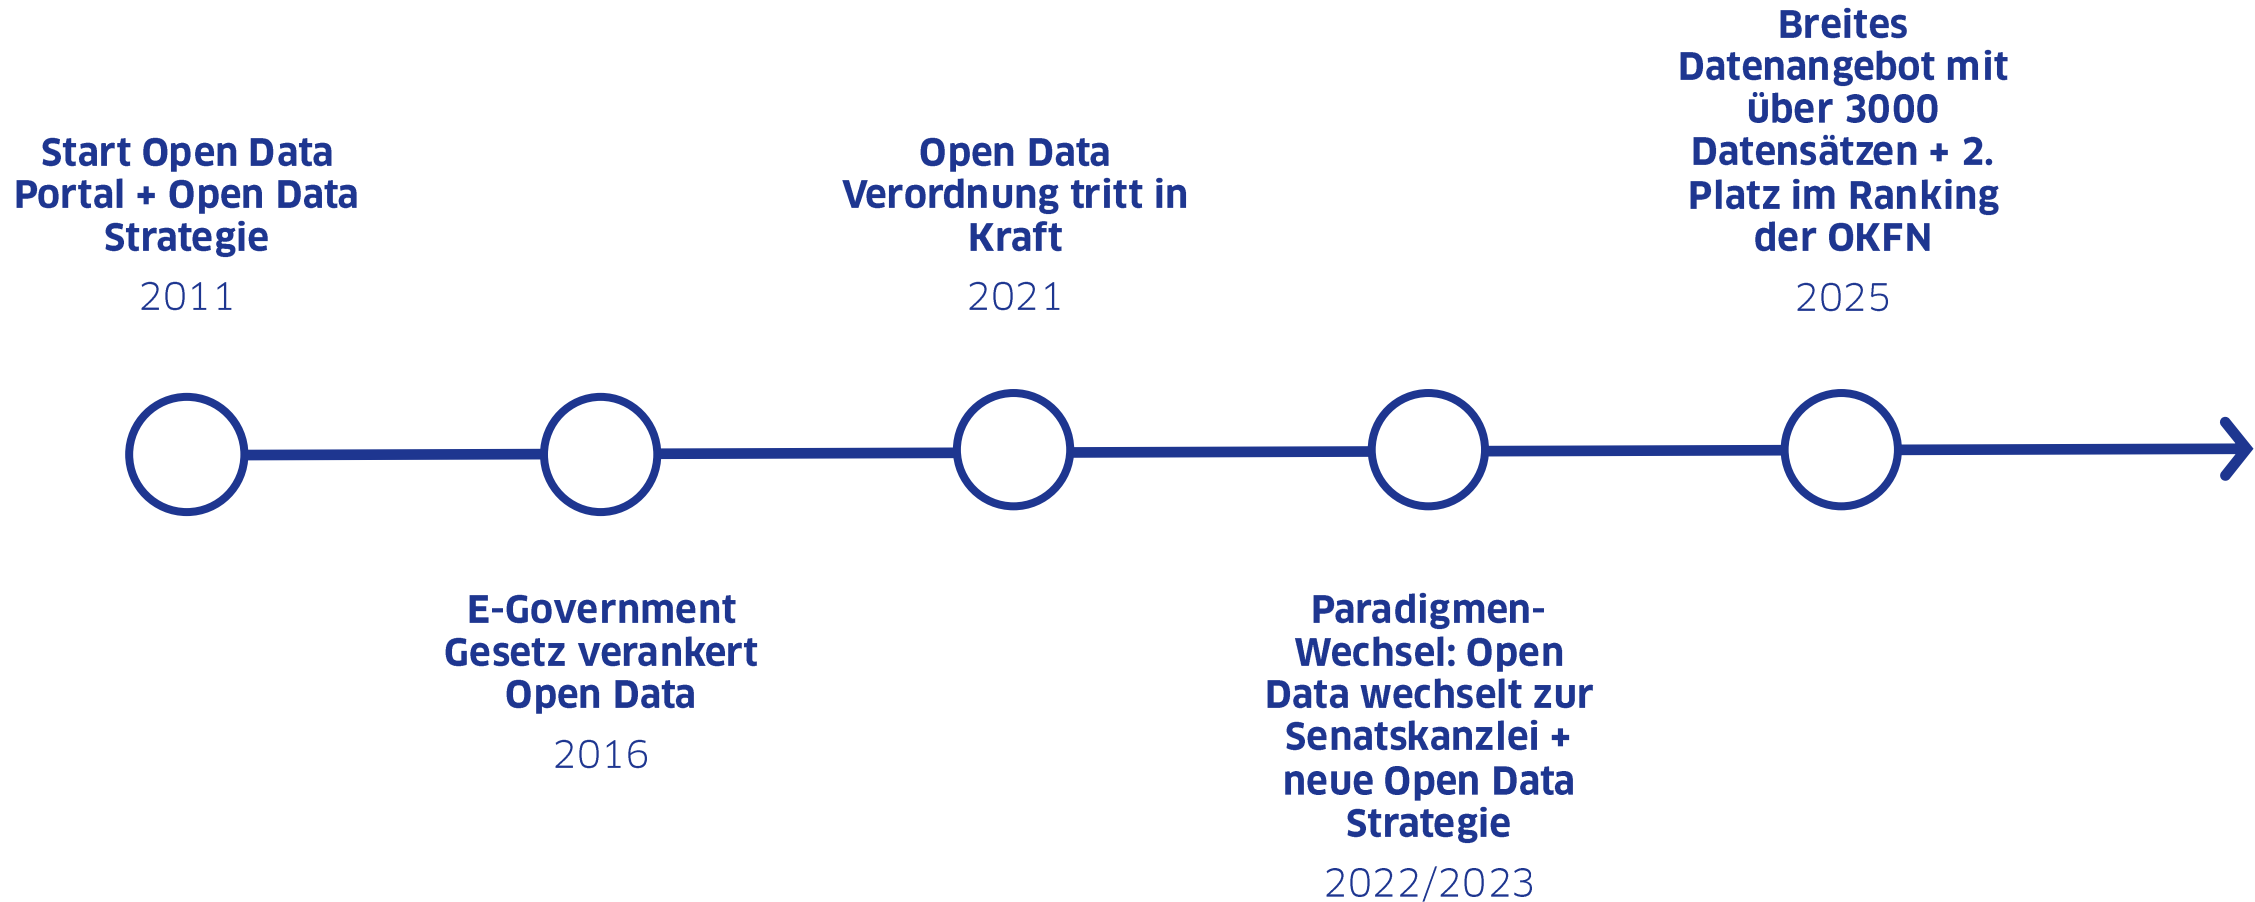 Start Open Data
Portal + Open Data
Strategie
2011
E-Government
Gesetz verankert
Open Data
2016
Open Data
Verordnung tritt in
Kraft
2021
Paradigmen-
Wechsel: Open
Data wechselt zur
Senatskanzlei +
neue Open Data
Strategie
2022/2023
Breites
Datenangebot mit
über 3000
Datensätzen + 2.
Platz im Ranking
der OKFN
2025